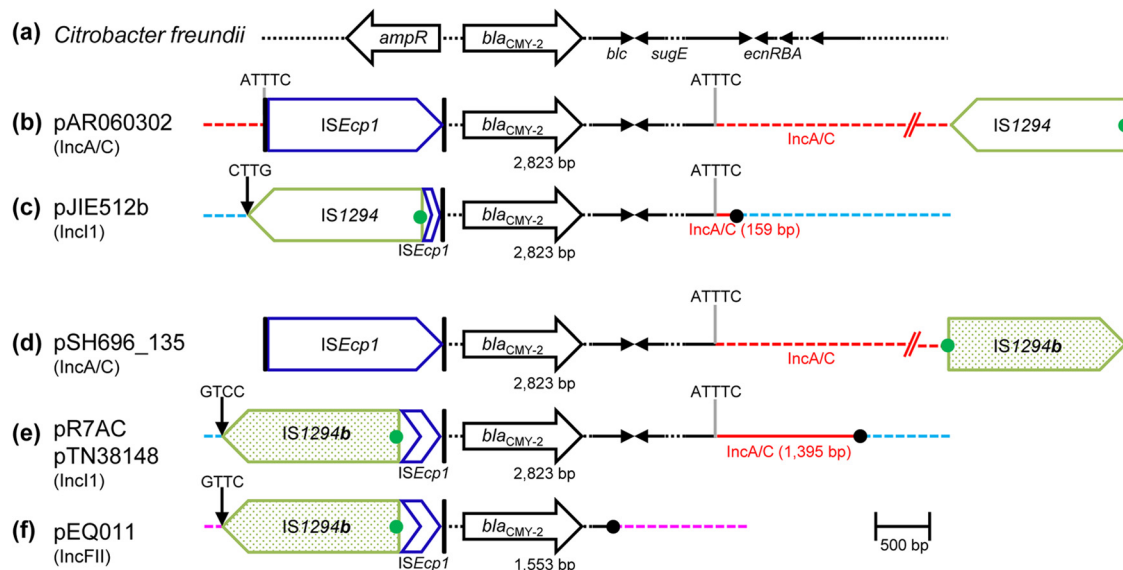 (a) Citrobacter freundii ampR blaCMY-2 blc sugE ecnRBA
ATTTC ATTTC
(b) pAR060302 ISEcp1 blaCMY-2 IS1294
(IncA/C) 2,823 bp IncA/C
CTTG ATTTC
(c) pJIE512b IS1294 blaCMY-2
(IncI1) ISEcp1 2,823 bp IncA/C (159 bp)
ATTTC
(d) pSH696_135 ISEcp1 blaCMY-2 IS1294b
(IncA/C) 2,823 bp IncA/C
GTCC ATTTC
(e) pR7AC IS1294b blaCMY-2
pTN38148 ISEcp1 2,823 bp IncA/C (1,395 bp)
(IncI1)
GTTC
(f) pEQ011 IS1294b blaCMY-2
(IncFII) ISEcp1 1,553 bp 500 bp